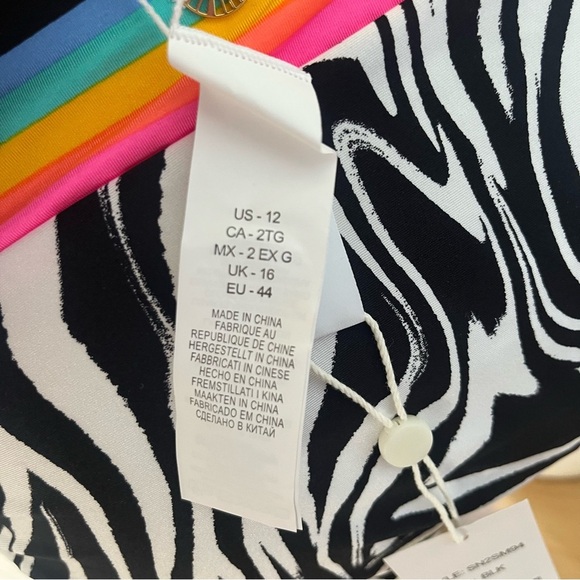 US - 12
CA - 2TG
MX - 2 EX G
UK - 16
EU - 44
MADE IN CHINA
FABRIQUE AU
REPUBLIQUE DE CHINE
HERGESTELLT IN CHINA
FABBRICATI IN CINESE
HECHO EN CHINA
FREMSTILLATI I KINA
MAAKTEN IN CHINA
FABRICADO EM CHINA
СДЕЛАНО В КИТАЙ